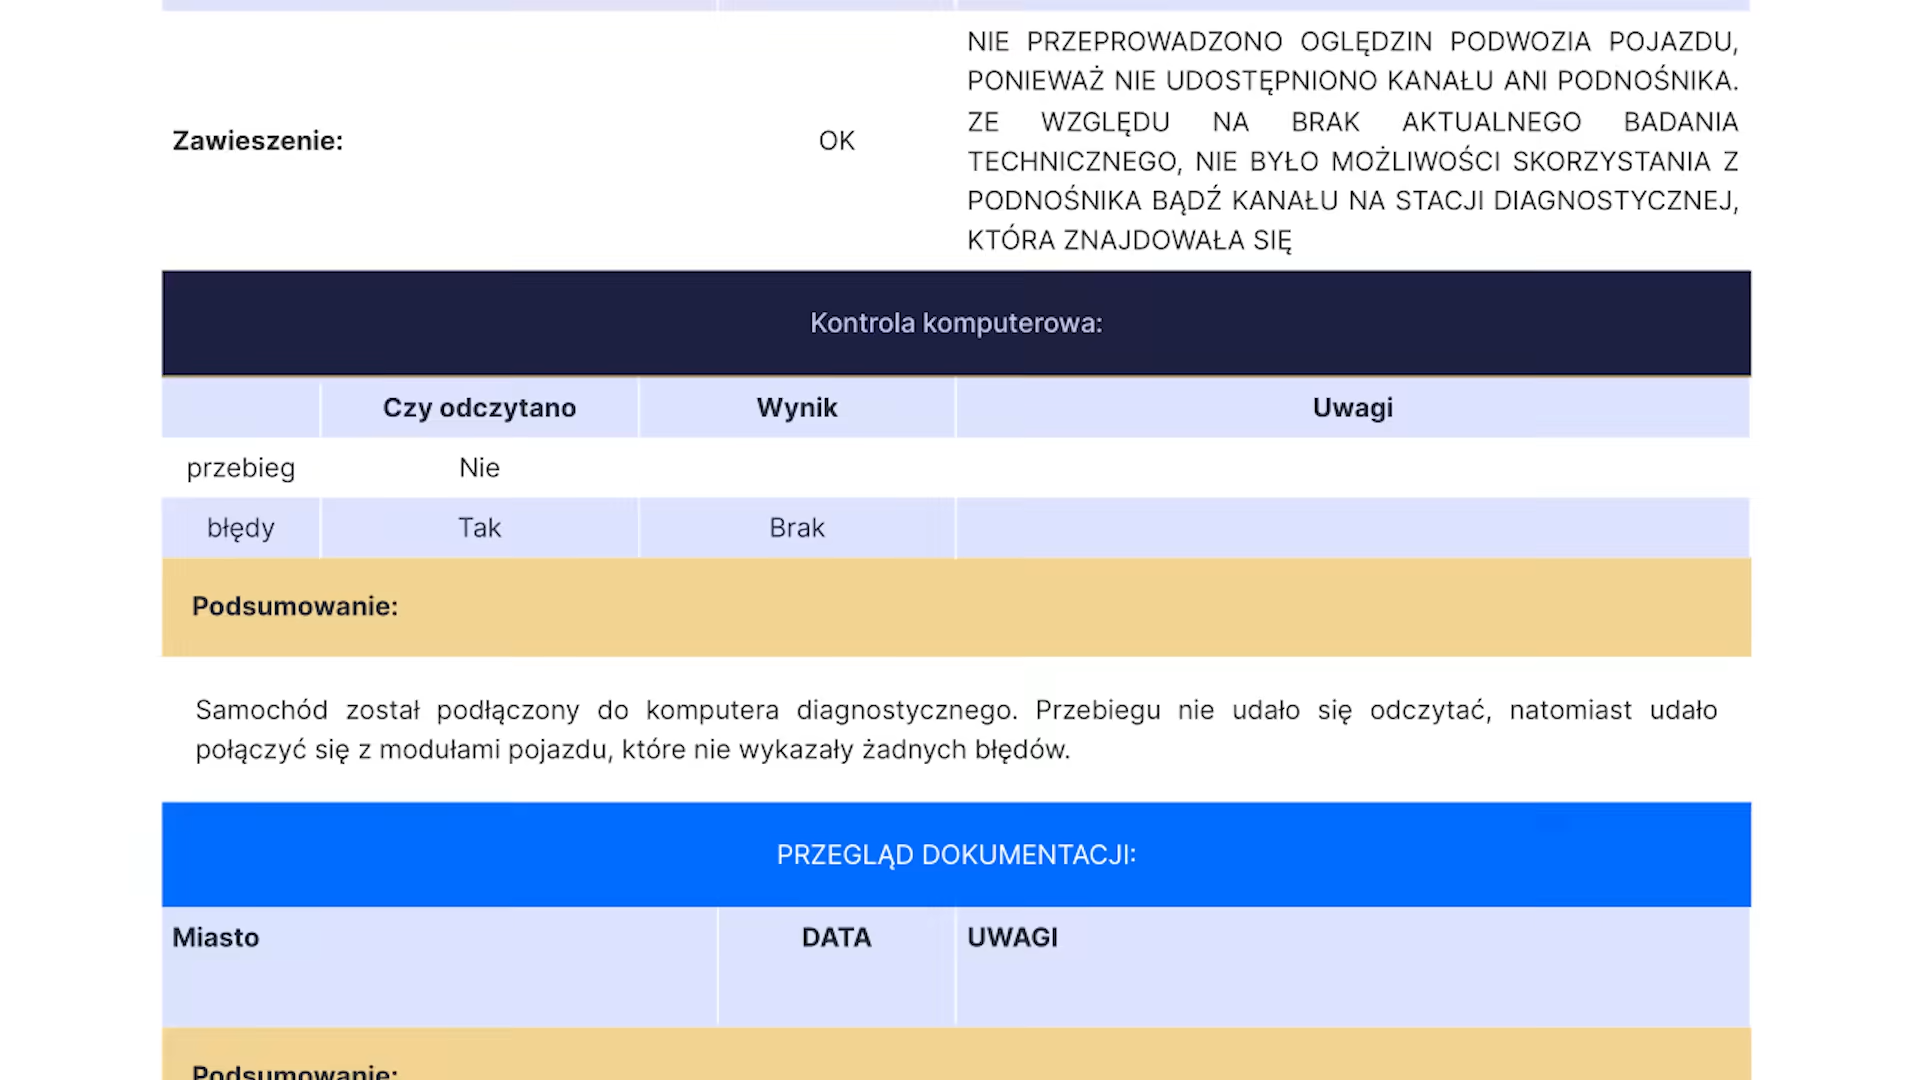 NIE PRZEPROWADZONO OGLĘDZIN PODWOZIA POJAZDU,
PONIEWAŻ NIE UDOSTĘPNIONO KANAŁU ANI PODNOŚNIKA.
ZE WZGLĘDU NA BRAK AKTUALNEGO BADANIA
Zawieszenie: OK
TECHNICZNEGO, NIE BYŁO MOŻLIWOŚCI SKORZYSTANIA Z
PODNOŚNIKA BĄDŹ KANAŁU NA STACJI DIAGNOSTYCZNEJ,
KTÓRA ZNAJDOWAŁA SIĘ
Kontrola komputerowa:
Czy odczytano Wynik Uwagi
przebieg Nie
błędy Tak Brak
Podsumowanie:
Samochód został podłączony do komputera diagnostycznego. Przebiegu nie udało się odczytać, natomiast udało
połączyć się z modułami pojazdu, które nie wykazały żadnych błędów.
PRZEGLĄD DOKUMENTACJI:
Miasto DATA UWAGI
Podsumowanie: